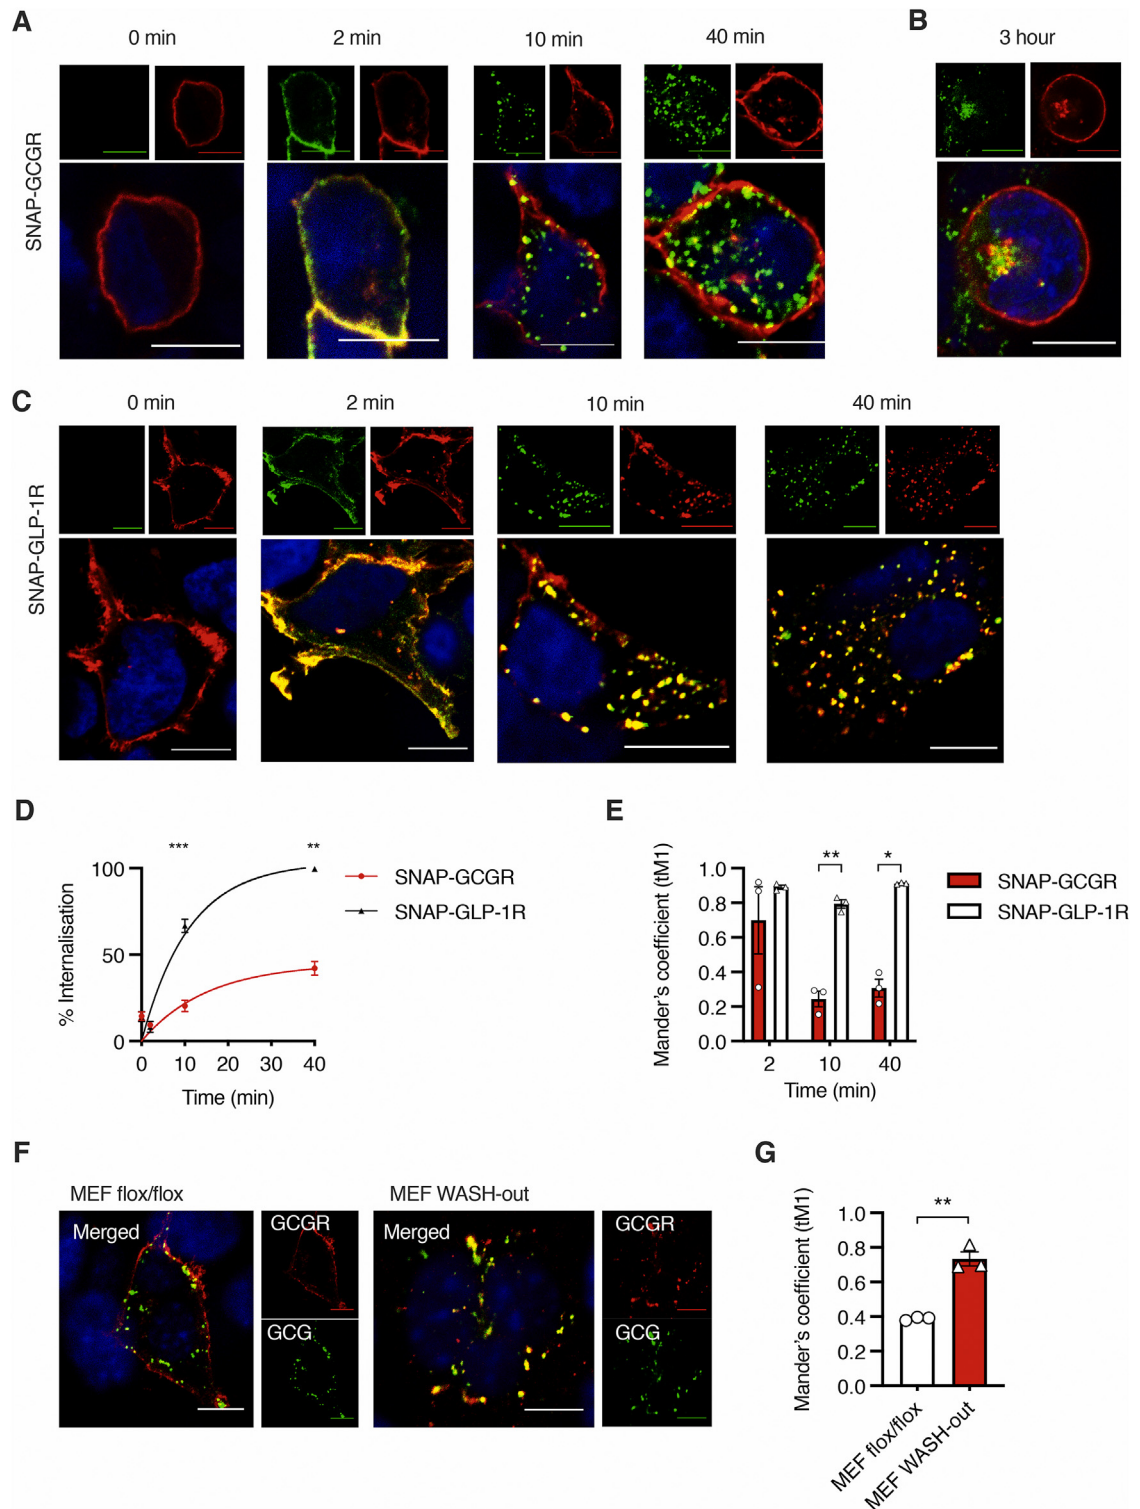 A
B
0 min
2 min
10 min
40 min
3 hour
SNAP-GCGR
C
0 min
2 min
10 min
40 min
SNAP-GLP-1R
D
E
% Internalisation
100
50
0
0
10
20
30
40
Time (min)
***
**
SNAP-GCGR
SNAP-GLP-1R
Mander's coefficient (tM1)
1.0
0.8
0.6
0.4
0.2
0.0
**
*
2
10
40
Time (min)
SNAP-GCGR
SNAP-GLP-1R
F
G
MEF flox/flox
MEF WASH-out
Merged
GCGR
GCG
Merged
GCGR
GCG
Mander's coefficient (tM1)
1.0
0.8
0.6
0.4
0.2
0.0
**
MEF flox/flox
MEF WASH-out